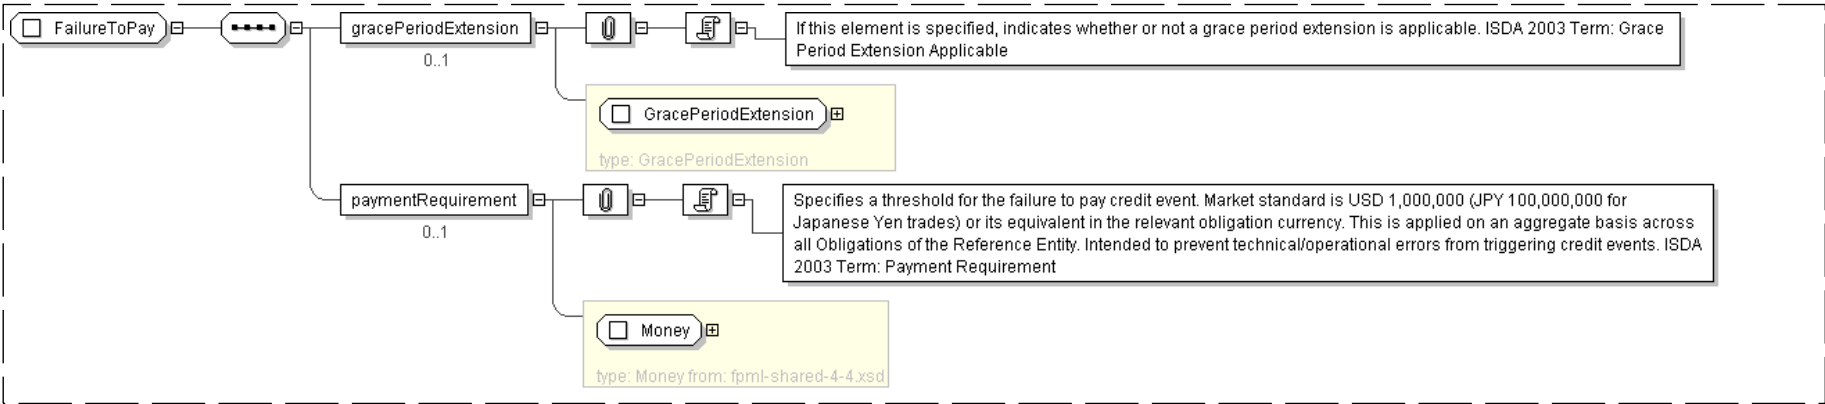 FailureToPay
gracePeriodExtension
0..1
If this element is specified, indicates whether or not a grace period extension is applicable. ISDA 2003 Term: Grace
Period Extension Applicable
GracePeriodExtension
type: GracePeriodExtension
paymentRequirement
0..1
Specifies a threshold for the failure to pay credit event. Market standard is USD 1,000,000 (JPY 100,000,000 for
Japanese Yen trades) or its equivalent in the relevant obligation currency. This is applied on an aggregate basis across
all Obligations of the Reference Entity. Intended to prevent technical/operational errors from triggering credit events. ISDA
2003 Term: Payment Requirement
Money
type: Money from: fpml-shared-4-4.xsd